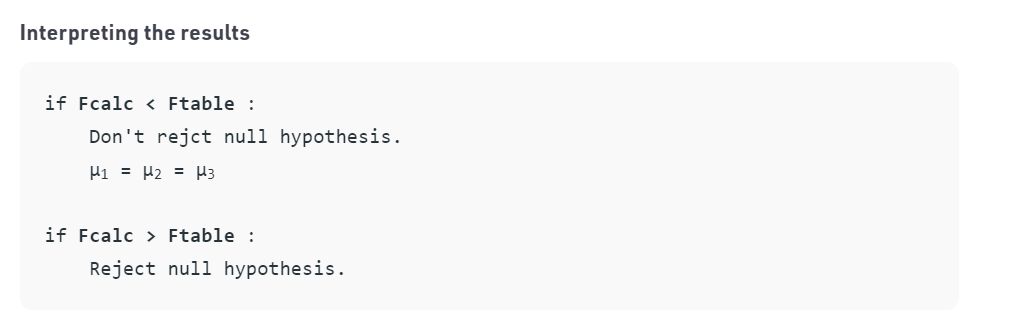 Interpreting the results
if Fcalc < Ftable :
Don't rejct null hypothesis.
μ₁ = μ₂ = μ₃
if Fcalc > Ftable :
Reject null hypothesis.